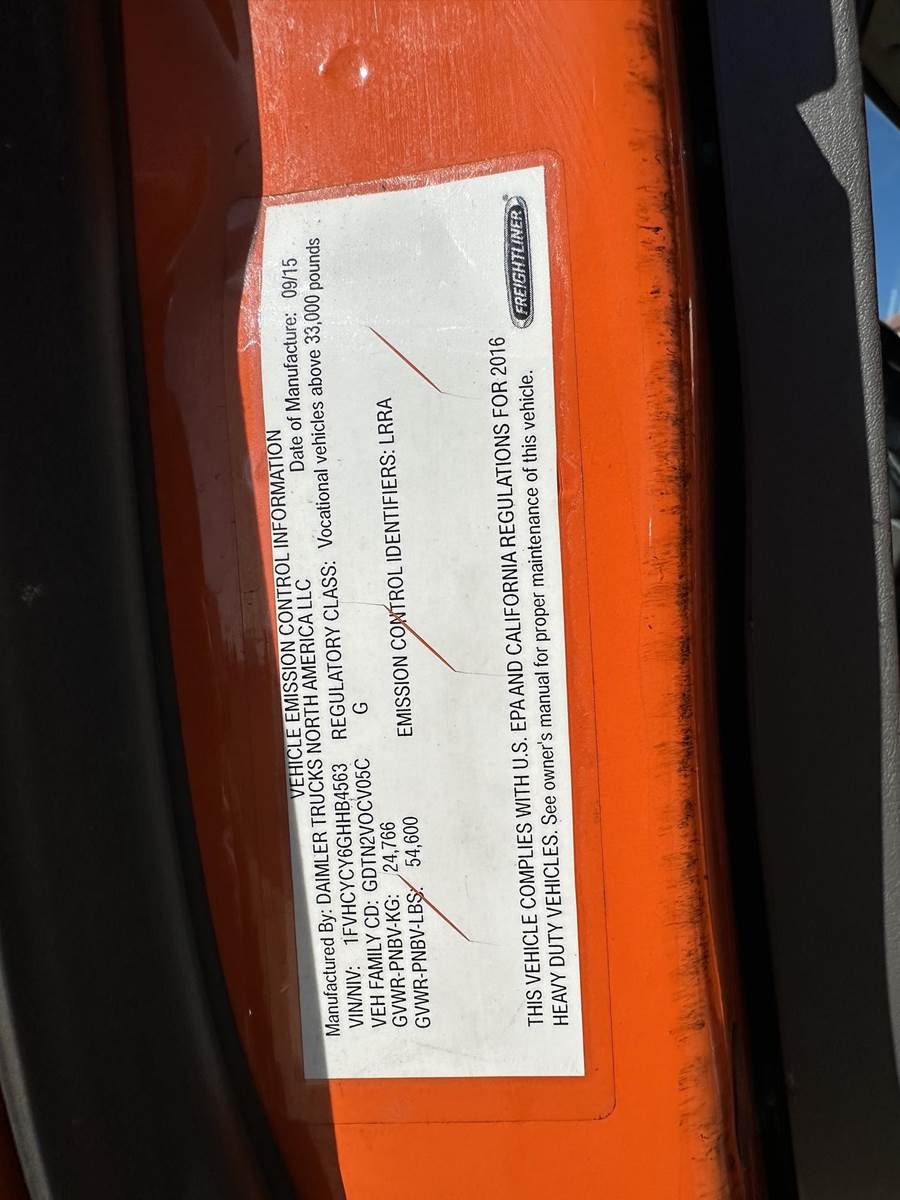 VEHICLE EMISSION CONTROL INFORMATION
Manufactured By: DAIMLER TRUCKS NORTH AMERICA LLC Date of Manufacture: 09/15
VIN/NIV: 1FVHCYCY6GHHB4563 REGULATORY CLASS: Vocational vehicles above 33,000 pounds
VEH FAMILY CD: GDTN2VOCV05C G
GVWR-PNBV-KG: 24,766
GVWR-PNBV-LBS: 54,600 EMISSION CONTROL IDENTIFIERS: LRRA
THIS VEHICLE COMPLIES WITH U.S. EPA AND CALIFORNIA REGULATIONS FOR 2016
HEAVY DUTY VEHICLES. See owner's manual for proper maintenance of this vehicle.
FREIGHTLINER®